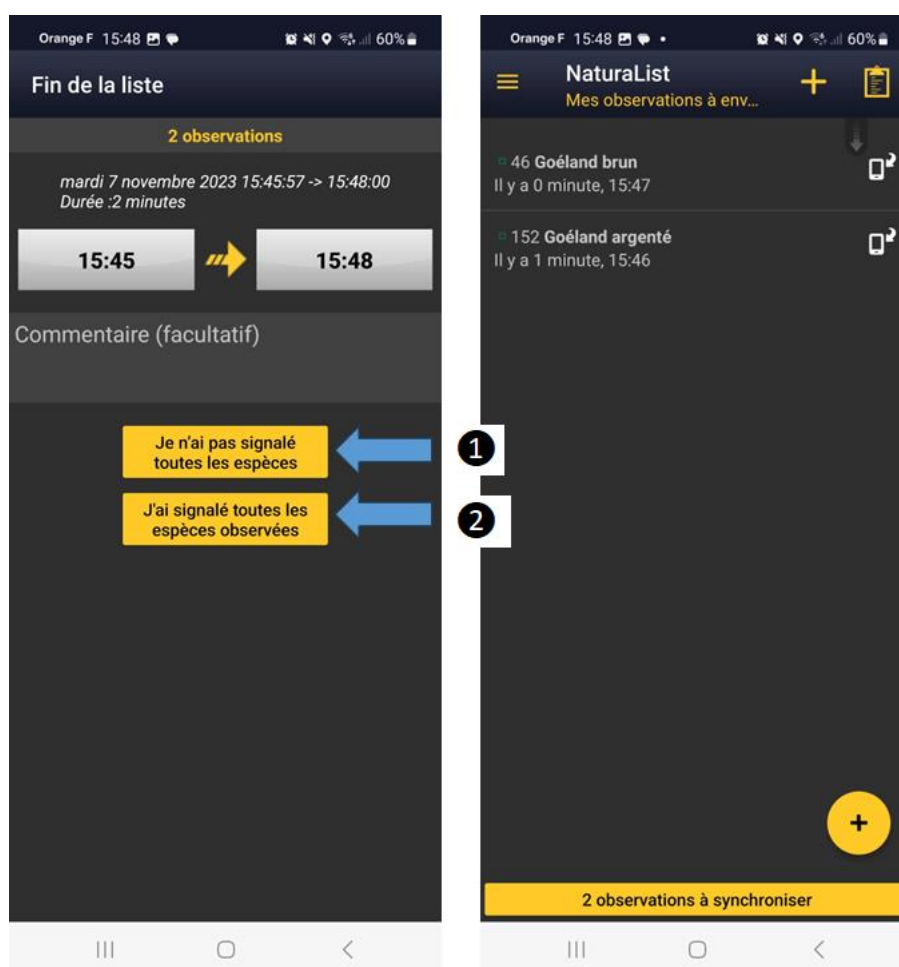 Orange F 15:48 60%
Fin de la liste
2 observations
mardi 7 novembre 2023 15:45:57 -> 15:48:00
Durée :2 minutes
15:45
15:48
Commentaire (facultatif)
Je n'ai pas signalé
toutes les espèces
J'ai signalé toutes les
espèces observées
1
2
Orange F 15:48 60%
NaturaList
Mes observations à env...
46 Goéland brun
Il y a 0 minute, 15:47
152 Goéland argenté
Il y a 1 minute, 15:46
2 observations à synchroniser